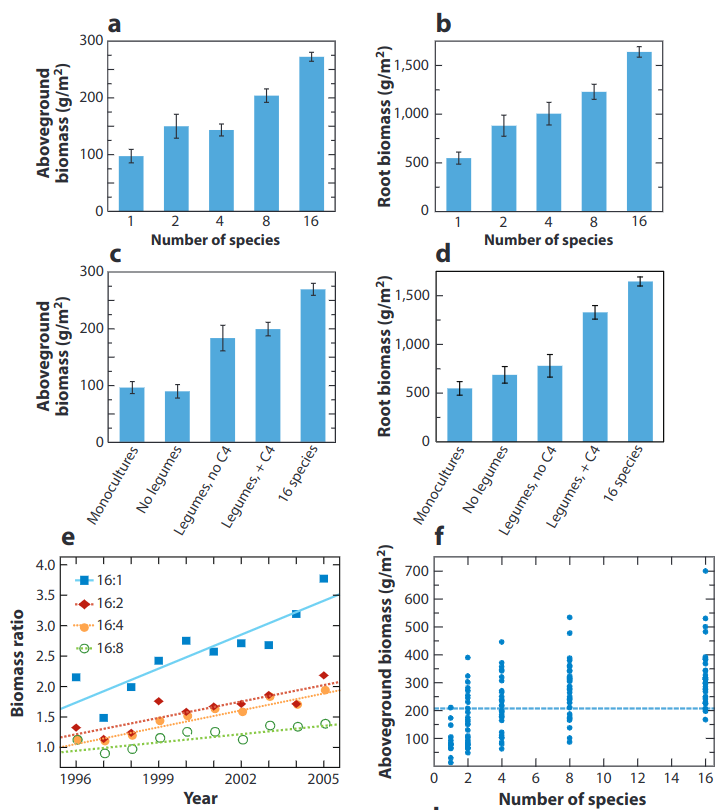 a
300
200
100
0
Aboveground
biomass (g/m²)
1 2 4 8 16
Number of species
b
1,500
1,000
500
0
Root biomass (g/m²)
1 2 4 8 16
Number of species
c
300
200
100
0
Aboveground
biomass (g/m²)
Monocultures
No legumes
Legumes, no C4
Legumes, + C4
16 species
d
1,500
1,000
500
0
Root biomass (g/m²)
Monocultures
No legumes
Legumes, no C4
Legumes, + C4
16 species
e
4.0
3.5
3.0
2.5
2.0
1.5
1.0
Biomass ratio
16:1
16:2
16:4
16:8
1996 1999 2002 2005
Year
f
700
600
500
400
300
200
100
0
Aboveground biomass (g/m²)
0 2 4 6 8 10 12 14 16
Number of species